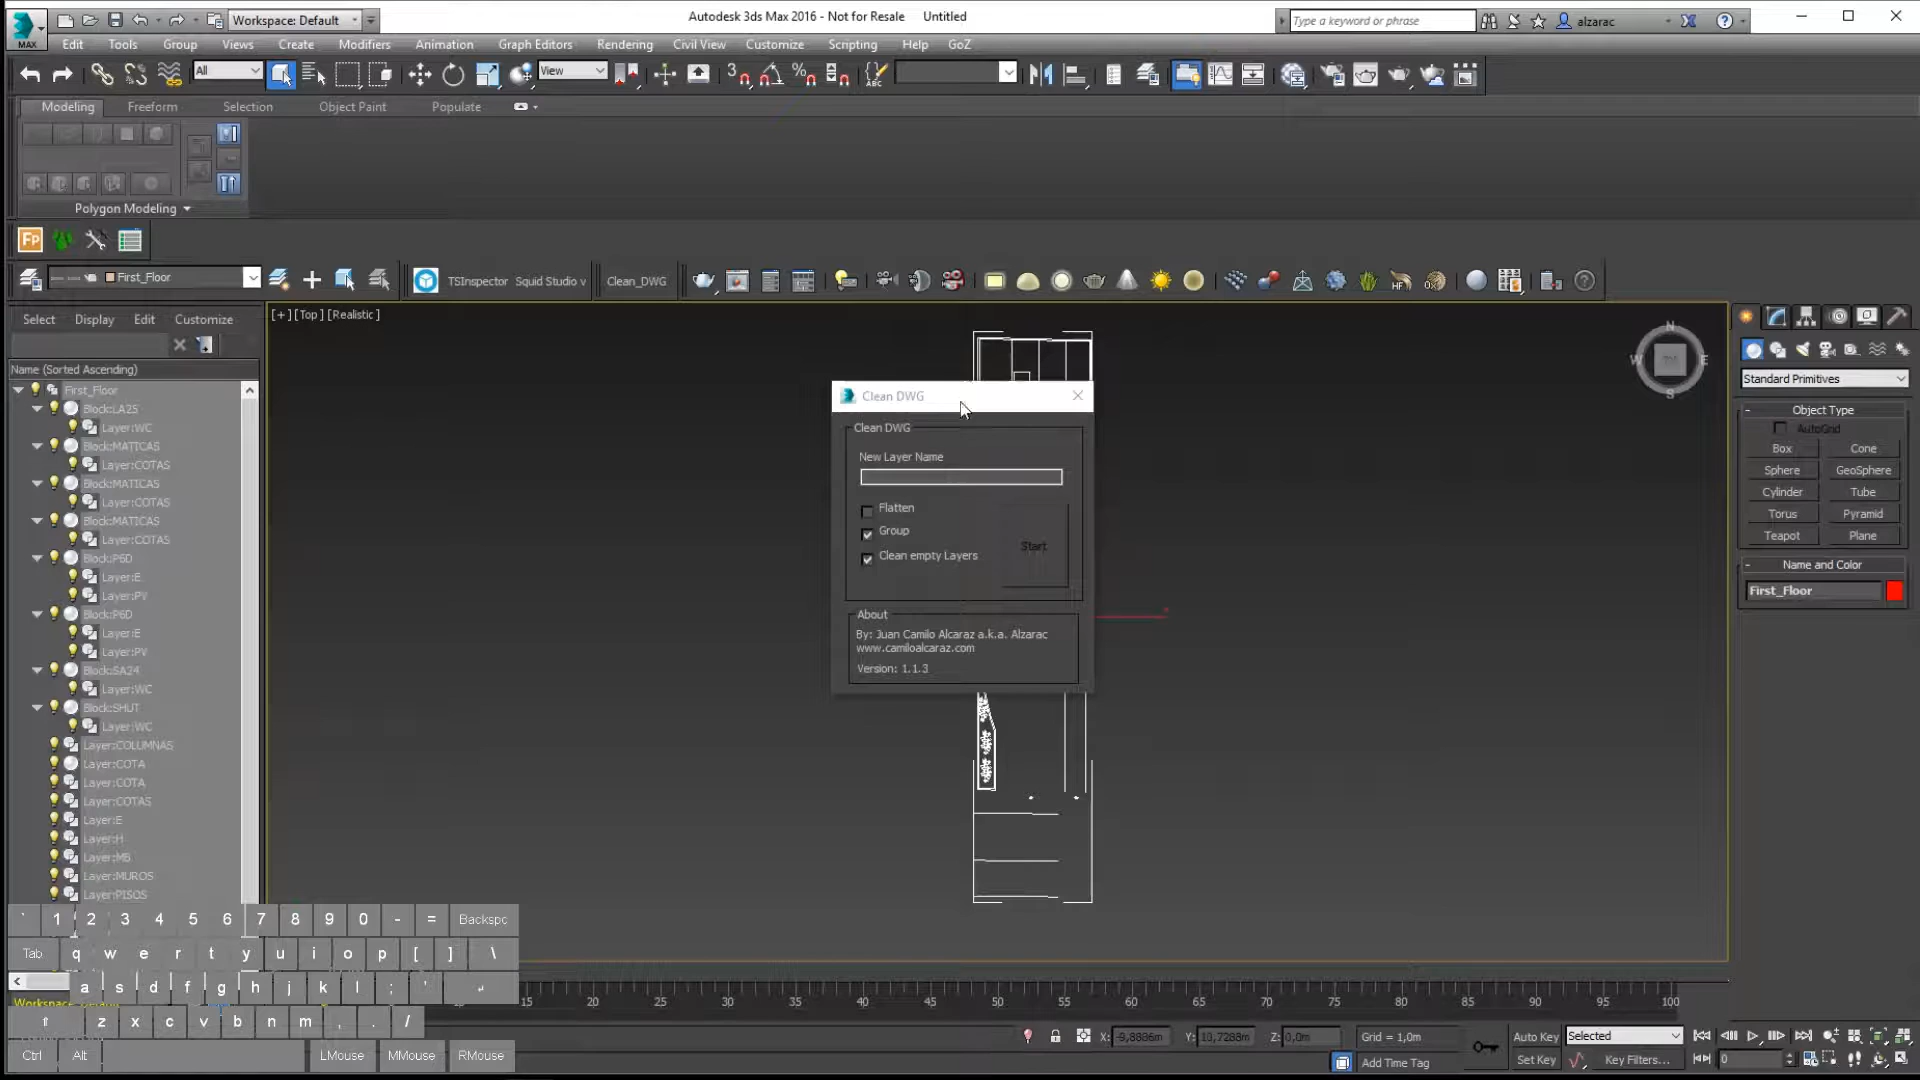 Workspace: Default
Autodesk 3ds Max 2016 - Not for Resale Untitled
Type a keyword or phrase
alzarac
MAX
Edit Tools Group Views Create Modifiers Animation Graph Editors Rendering Civil View Customize Scripting Help GoZ
All
View
Modeling Freeform Selection Object Paint Populate
Polygon Modeling
Fp
First_Floor
TSInspector Squid Studio v Clean_DWG
Select Display Edit Customize
[+] [Top] [Realistic]
Name (Sorted Ascending)
First_Floor
Block:LA25
Layer:WC
Block:MATICAS
Layer:COTAS
Block:MATICAS
Layer:COTAS
Block:MATICAS
Layer:COTAS
Block:P6D
Layer:E
Layer:PV
Block:P6D
Layer:E
Layer:PV
Block:SA24
Layer:WC
Block:SHUT
Layer:WC
Layer:COLUMNAS
Layer:COTA
Layer:COTA
Layer:COTAS
Layer:E
Layer:H
Layer:M5
Layer:MUROS
Layer:PISOS
Clean DWG
Clean DWG
New Layer Name
Flatten
Group
Clean empty Layers
Start
About
By: Juan Camilo Alcaraz a.k.a. Alzarac
www.camiloalcaraz.com
Version: 1.1.3
N
W E
S
Standard Primitives
Object Type
AutoGrid
Box Cone
Sphere GeoSphere
Cylinder Tube
Torus Pyramid
Teapot Plane
Name and Color
First_Floor
` 1 2 3 4 5 6 7 8 9 0 - = Backspc
Tab q w e r t y u i o p [ ] \
a s d f g h j k l ; '
z x c v b n m , . /
Ctrl Alt LMouse MMouse RMouse
15 20 25 30 35 40 45 50 55 60 65 70 75 80 85 90 95 100
X: -9,8886m Y: 10,7288m Z: 0,0m Grid = 1,0m
Add Time Tag
Auto Key Selected
Set Key Key Filters...
0